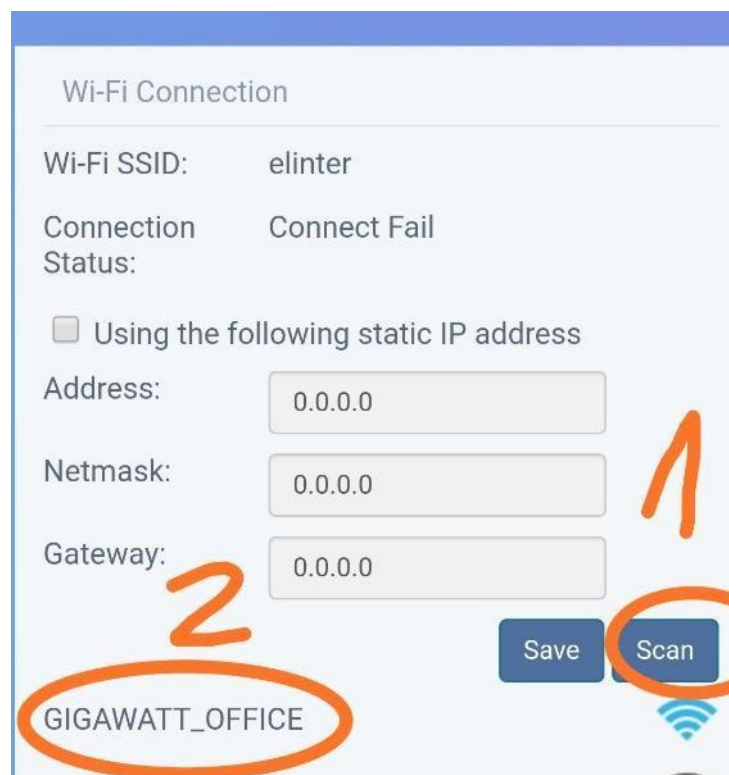 Wi-Fi Connection
Wi-Fi SSID: elinter
Connection Connect Fail
Status:
Using the following static IP address
Address: 0.0.0.0
1
Netmask: 0.0.0.0
Gateway: 0.0.0.0
2
Save Scan
GIGAWATT_OFFICE